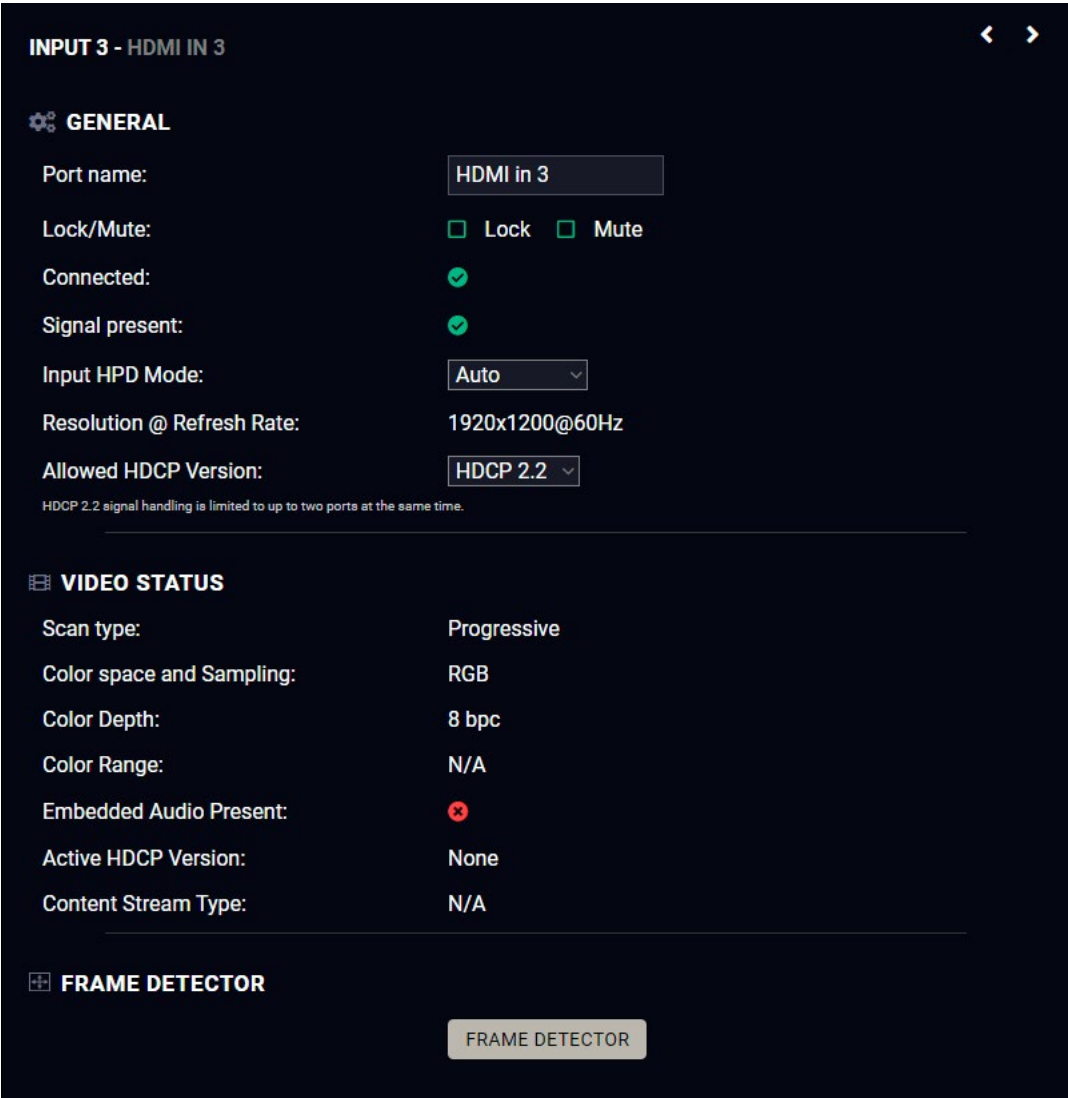 INPUT 3 - HDMI IN 3
GENERAL
Port name: HDMI in 3
Lock/Mute: Lock Mute
Connected:
Signal present:
Input HPD Mode: Auto
Resolution @ Refresh Rate: 1920x1200@60Hz
Allowed HDCP Version: HDCP 2.2
HDCP 2.2 signal handling is limited to up to two ports at the same time.
VIDEO STATUS
Scan type: Progressive
Color space and Sampling: RGB
Color Depth: 8 bpc
Color Range: N/A
Embedded Audio Present:
Active HDCP Version: None
Content Stream Type: N/A
FRAME DETECTOR
FRAME DETECTOR